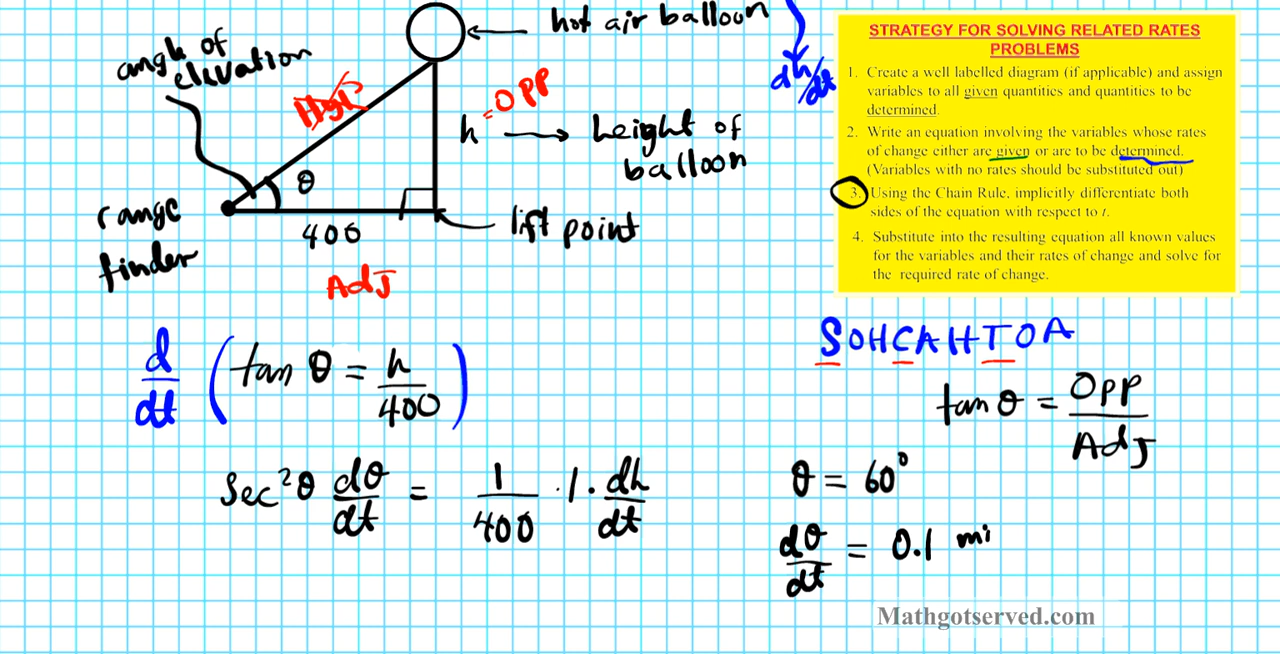 hot air balloon
dh/dt
angle of
elevation
Hyp
h = OPP
height of
balloon
θ
range
finder
400
lift point
Adj
STRATEGY FOR SOLVING RELATED RATES
PROBLEMS
1. Create a well labelled diagram (if applicable) and assign
variables to all given quantities and quantities to be
determined.
2. Write an equation involving the variables whose rates
of change either are given or are to be determined.
(Variables with no rates should be substituted out)
3. Using the Chain Rule, implicitly differentiate both
sides of the equation with respect to t.
4. Substitute into the resulting equation all known values
for the variables and their rates of change and solve for
the required rate of change.
d/dt ( tan θ = h/400 )
sec²θ dθ/dt = 1/400 · 1 · dh/dt
SOHCAHTOA
tan θ = Opp/Adj
θ = 60°
dθ/dt = 0.1 mi
Mathgotserved.com